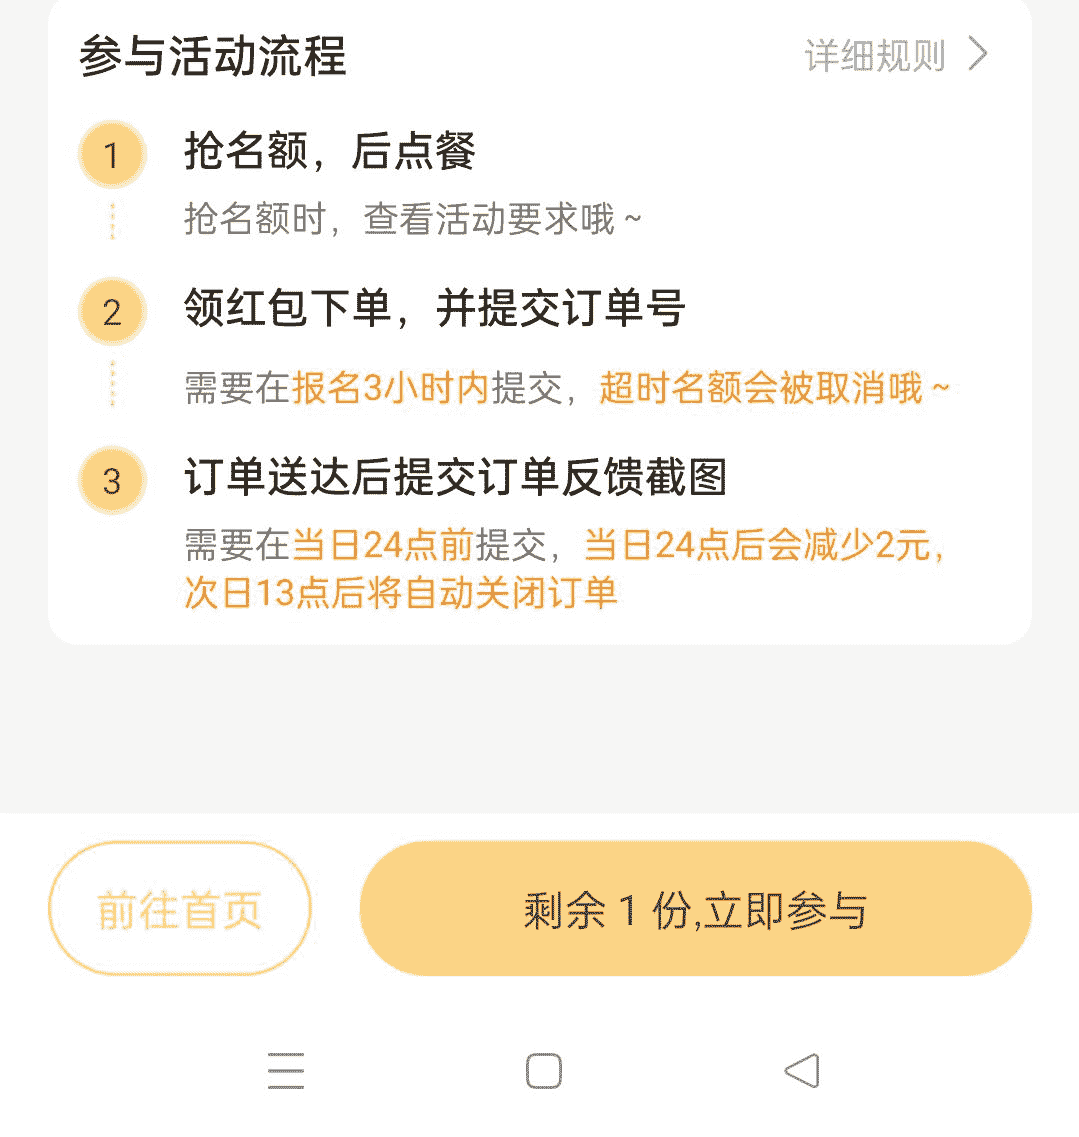 参与活动流程
详细规则
1
抢名额，后点餐
抢名额时，查看活动要求哦~
2
领红包下单，并提交订单号
需要在报名3小时内提交，超时名额会被取消哦~
3
订单送达后提交订单反馈截图
需要在当日24点前提交，当日24点后会减少2元，
次日13点后将自动关闭订单
前往首页
剩余 1 份,立即参与